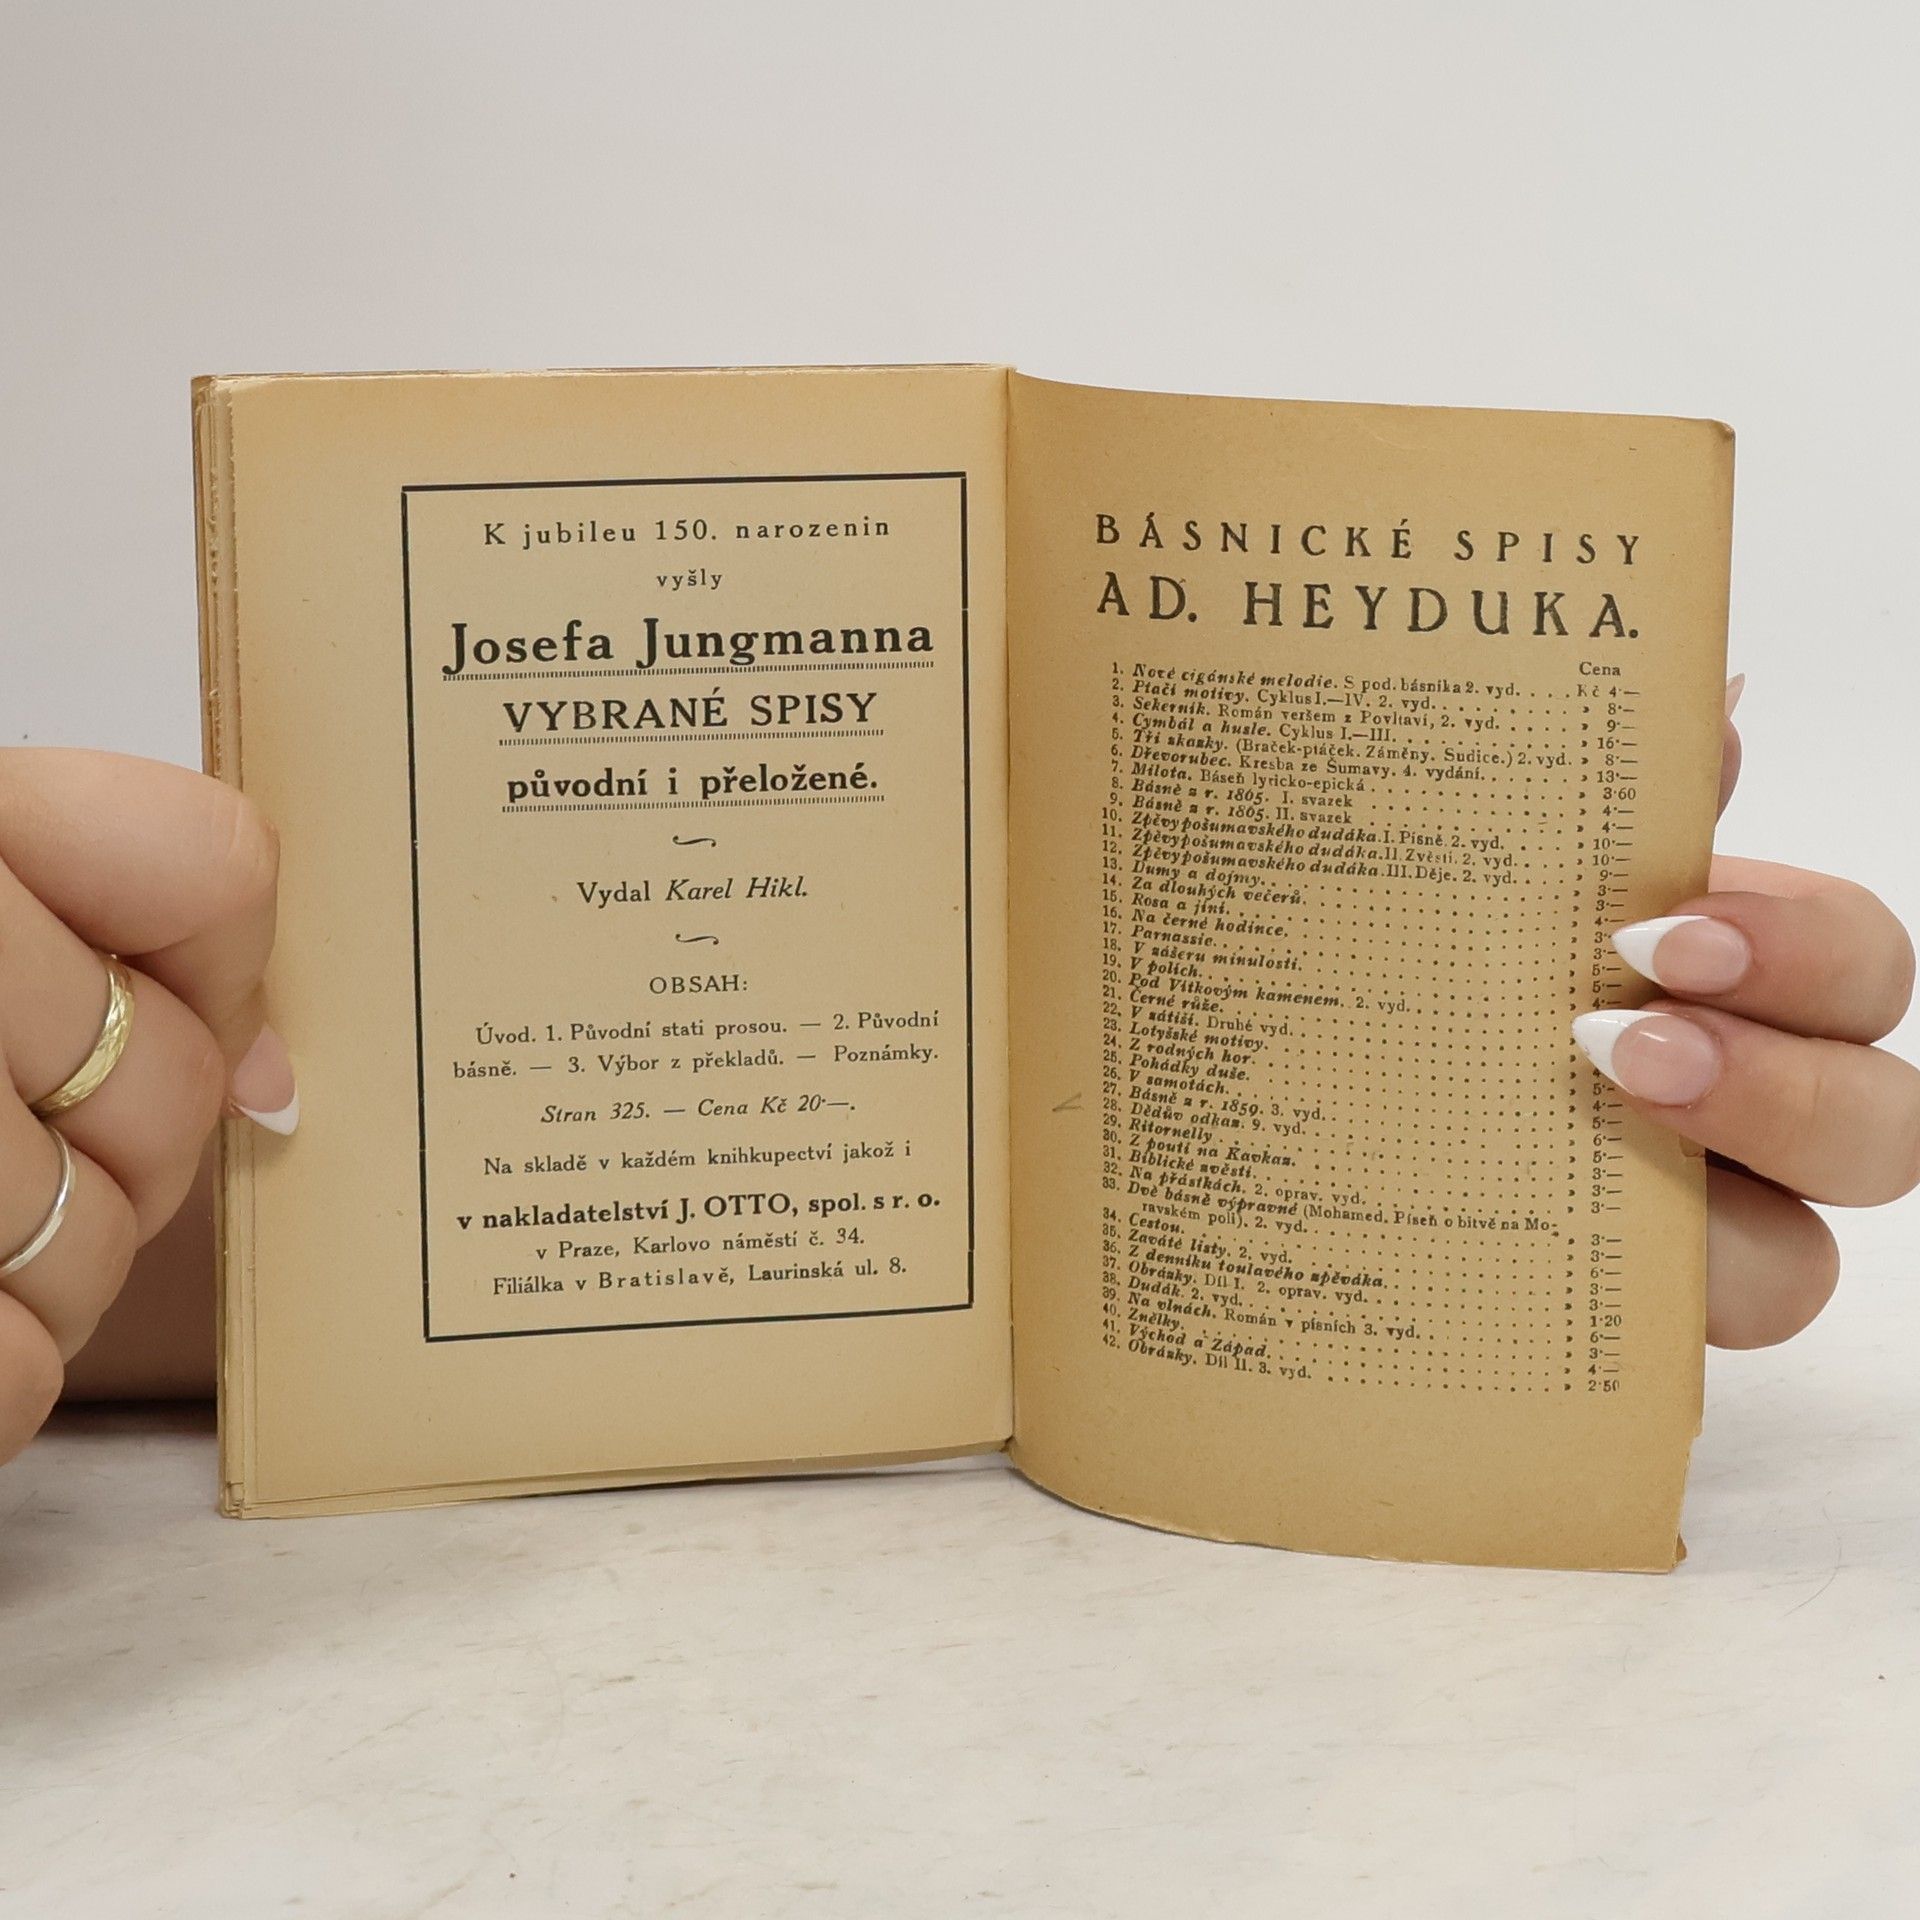 K jubileu 150. narozenin
vyšly
Josefa Jungmanna
VYBRANÉ SPISY
původní i přeložené.
Vydal Karel Hikl.
OBSAH:
Úvod. 1. Původní stati prosou. — 2. Původní
básně. — 3. Výbor z překladů. — Poznámky.
Stran 325. — Cena Kč 20·—.
Na skladě v každém knihkupectví jakož i
v nakladatelství J. OTTO, spol. s r. o.
v Praze, Karlovo náměstí č. 34.
Filiálka v Bratislavě, Laurinská ul. 8.
BÁSNICKÉ SPISY
AD. HEYDUKA.
Cena
1. Nové cigánské melodie. S pod. básníka 2. vyd. . . . Kč 4·—
2. Ptačí motivy. Cyklus I.—IV. 2. vyd. . . . . . . . » 8·—
3. Sekerník. Román veršem z Povltaví, 2. vyd. . . . . » 9·—
4. Cymbál a husle. Cyklus I.—III. . . . . . . . . . » 16·—
5. Tři skazky. (Braček-ptáček. Záměny. Sudice.) 2. vyd. » 8·—
6. Dřevorubec. Kresba ze Šumavy. 4. vydání. . . . . . » 13·—
7. Milota. Báseň lyricko-epická . . . . . . . . . . » 3·60
8. Básně z r. 1865. I. svazek . . . . . . . . . . » 4·—
9. Básně z r. 1865. II. svazek . . . . . . . . . . » 4·—
10. Zpěvy pošumavského dudáka. I. Písně. 2. vyd. . . . » 10·—
11. Zpěvy pošumavského dudáka. II. Zvěsti. 2. vyd. . . . » 10·—
12. Zpěvy pošumavského dudáka. III. Děje. 2. vyd. . . . » 9·—
13. Dumy a dojmy. . . . . . . . . . . » 3·—
14. Za dlouhých večerů. . . . . . . . . . . » 3·—
15. Rosa a jíní. . . . . . . . . . . » 4·—
16. Na černé hodince. . . . . . . . . . . » 3·—
17. Parnassie. . . . . . . . . . . » 3·—
18. V zášeru minulosti. . . . . . . . . . . » 5·—
19. V polích. . . . . . . . . . . » 5·—
20. Pod Vítkovým kamenem. 2. vyd. . . . . . . » 4·—
21. Černé růže. . . . . . . . . . . »
22. V zátiší. Druhé vyd. . . . . . . . . . . »
23. Lotyšské motivy. . . . . . . . . . . »
24. Z rodných hor. . . . . . . . . . . » 4
25. Pohádky duše. . . . . . . . . . . » 5·—
26. V samotách. . . . . . . . . . . » 4·—
27. Básně z r. 1859. 3. vyd. . . . . . . . . . » 5·—
28. Dědův odkaz. 9. vyd. . . . . . . . . . » 6·—
29. Ritornelly . . . . . . . . . . » 5·—
30. Z pouti na Kavkaz. . . . . . . . . . . » 3·—
31. Biblické zvěsti. . . . . . . . . . . » 3·—
32. Na přástkách. 2. oprav. vyd. . . . . . . . . » 3·—
33. Dvě básně výpravné (Mohamed. Píseň o bitvě na Mo-
ravském poli). 2. vyd. . . . . . . . . . » 3·—
34. Cestou. . . . . . . . . . . » 3·—
35. Zaváté listy. 2. vyd. . . . . . . . . . » 6·—
36. Z denníku toulavého zpěváka. . . . . . . . . » 3·—
37. Obrázky. Díl I. 2. oprav. vyd. . . . . . . . . » 3·—
38. Dudák. 2. vyd. . . . . . . . . . . » 1·20
39. Na vlnách. Román v písních 3. vyd. . . . . . . » 6·—
40. Znělky. . . . . . . . . . . » 3·—
41. Východ a Západ. . . . . . . . . . . » 4·—
42. Obrázky. Díl II. 3. vyd. . . . . . . . . . » 2·50